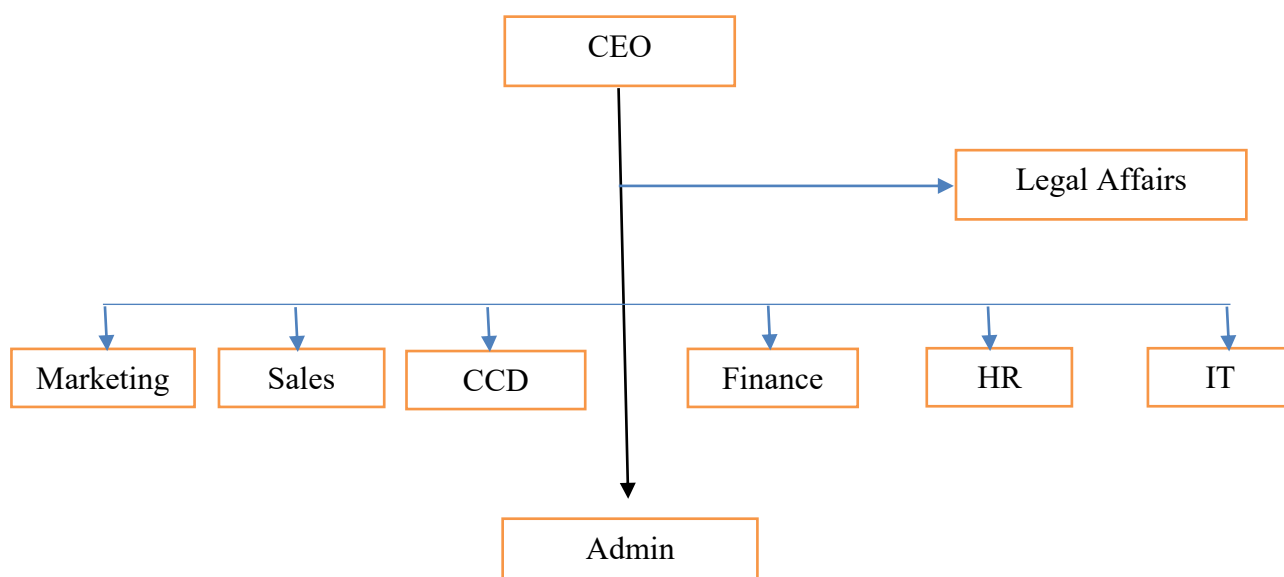 CEO
Legal Affairs
Marketing
Sales
CCD
Finance
HR
IT
Admin